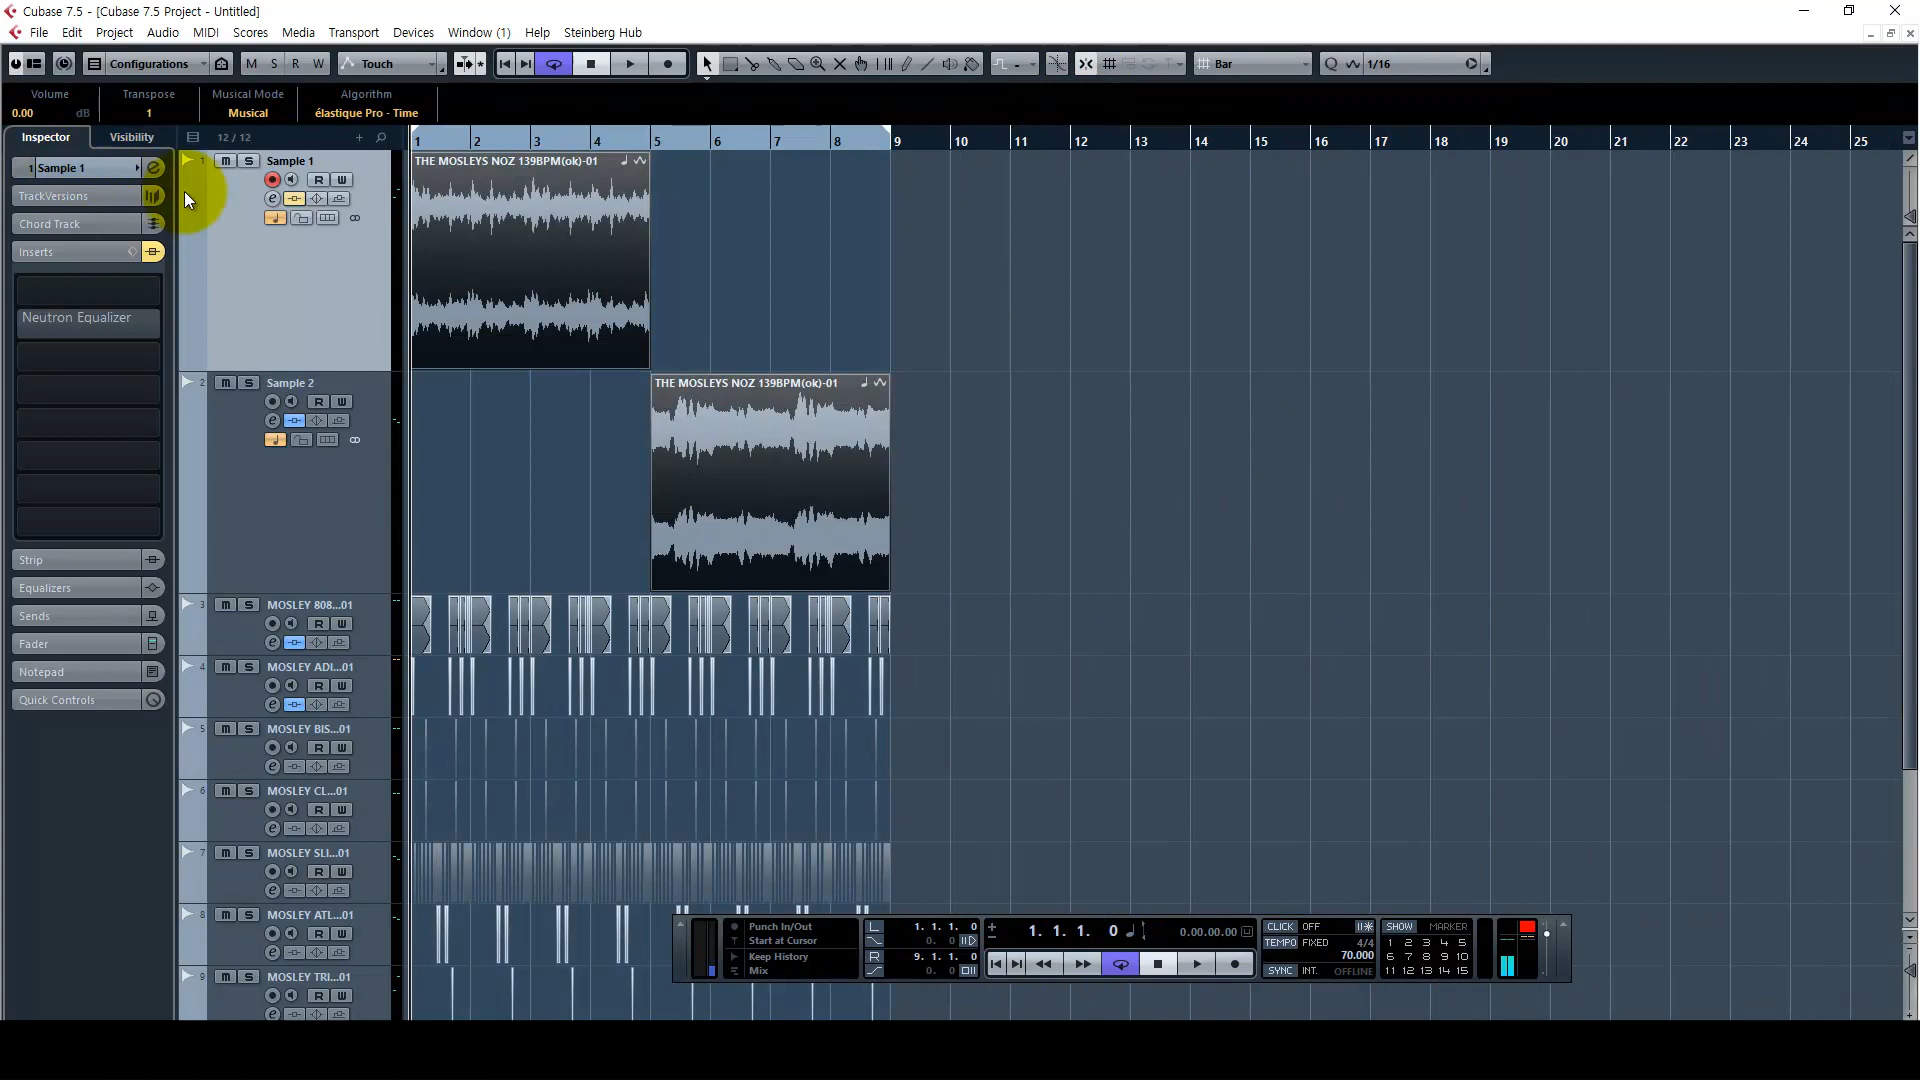 Cubase 7.5 - [Cubase 7.5 Project - Untitled]
File Edit Project Audio MIDI Scores Media Transport Devices Window (1) Help Steinberg Hub
Configurations M S R W Touch Bar Q 1/16
Volume Transpose Musical Mode Algorithm
0.00 dB 1 Musical élastique Pro - Time
Inspector Visibility 12 / 12
1 2 3 4 5 6 7 8 9 10 11 12 13 14 15 16 17 18 19 20 21 22 23 24 25
1 Sample 1
TrackVersions
Chord Track
Inserts
Neutron Equalizer
Strip
Equalizers
Sends
Fader
Notepad
Quick Controls
1 m S Sample 1
R W
e
THE MOSLEYS NOZ 139BPM(ok)-01
2 m S Sample 2
R W
e
THE MOSLEYS NOZ 139BPM(ok)-01
3 m S MOSLEY 808...01
R W
e
4 m S MOSLEY ADI...01
R W
e
5 m S MOSLEY BIS...01
R W
e
6 m S MOSLEY CL...01
R W
e
7 m S MOSLEY SLI...01
R W
e
8 m S MOSLEY ATL...01
R W
e
9 m S MOSLEY TRI...01
R W
e
Punch In/Out
Start at Cursor
Keep History
Mix
L 1. 1. 1. 0
0. 0
R 9. 1. 1. 0
0. 0
1. 1. 1. 0 0.00.00.00
CLICK OFF
TEMPO FIXED 4/4
70.000
SYNC INT. OFFLINE
SHOW MARKER
1 2 3 4 5
6 7 8 9 10
11 12 13 14 15